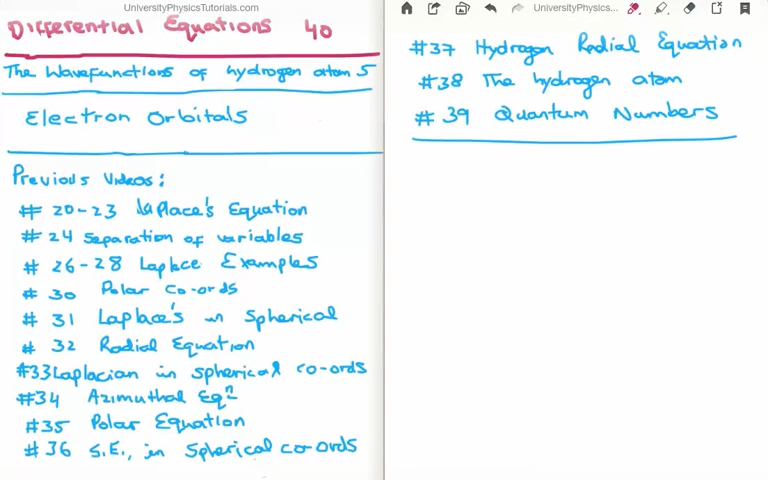 UniversityPhysicsTutorials.com
Differential Equations 40
The Wavefunctions of hydrogen atom 5
Electron Orbitals
Previous Videos:
# 20-23 Laplace's Equation
# 24 Separation of variables
# 26-28 Laplace Examples
# 30 Polar co-ords
# 31 Laplace's in Spherical
# 32 Radial Equation
#33 Laplacian in spherical co-ords
#34 Azimuthal Eqⁿ
#35 Polar Equation
#36 S.E., in Spherical co-ords
UniversityPhysics...
#37 Hydrogen Radial Equation
#38 The hydrogen atom
# 39 Quantum Numbers